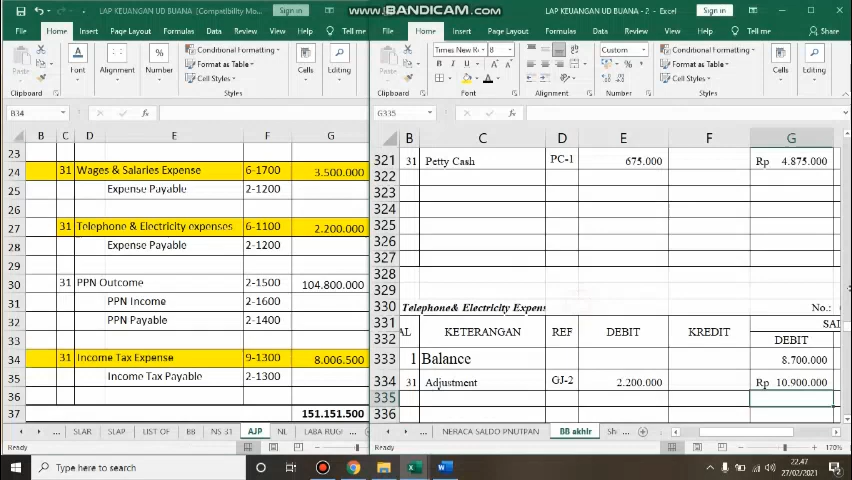 LAP KEUANGAN UD BUANA [Compatibility Mo...
Sign in
www.BANDICAM.com
LAP KEUANGAN UD BUANA - 2 - Excel
Sign in
File Home Insert Page Layout Formulas Data Review View Help Tell me
File Home Insert Page Layout Formulas Data Review View Help Tell me
Paste Font Alignment Number Conditional Formatting Format as Table Cell Styles Cells Editing
Paste Times New R 8 Custom Conditional Formatting Format as Table Cell Styles Cells Editing
Clipboard Styles
Clipboard Font Alignment Number Styles
B34
G335
B C D E F G
23
24 31 Wages & Salaries Expense 6-1700 3.500.000
25 Expense Payable 2-1200
26
27 31 Telephone & Electricity expenses 6-1100 2.200.000
28 Expense Payable 2-1200
29
30 31 PPN Outcome 2-1500 104.800.000
31 PPN Income 2-1600
32 PPN Payable 2-1400
33
34 31 Income Tax Expense 9-1300 8.006.500
35 Income Tax Payable 2-1300
36
37 151.151.500
B C D E F G
321 31 Petty Cash PC-1 675.000 Rp 4.875.000
322
323
324
325
326
327
328
329
330 Telephone& Electricity Expens No.:
331 AL KETERANGAN REF DEBIT KREDIT SAL
332 DEBIT
333 1 Balance 8.700.000
334 31 Adjustment GJ-2 2.200.000 Rp 10.900.000
335
336
SLAR SLAP LIST OF BB NS 31 AJP LABA RUGI
NERACA SALDO PNUTPAN BB akhir Sh
Ready
Ready 170%
Type here to search
22.47
27/02/2021